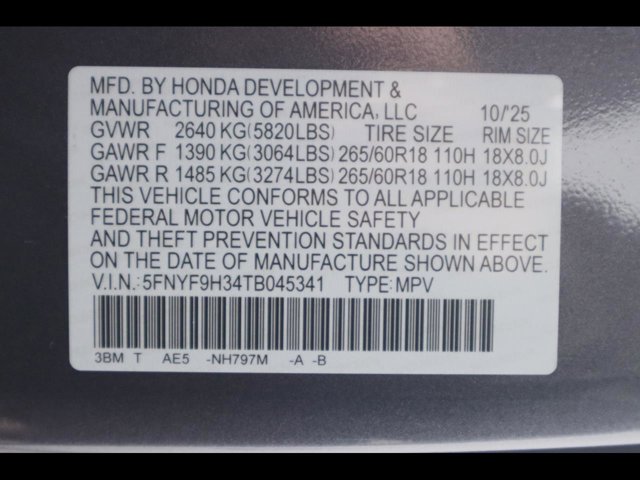 MFD. BY HONDA DEVELOPMENT &
MANUFACTURING OF AMERICA, LLC 10/'25
GVWR 2640 KG(5820LBS) TIRE SIZE RIM SIZE
GAWR F 1390 KG(3064LBS) 265/60R18 110H 18X8.0J
GAWR R 1485 KG(3274LBS) 265/60R18 110H 18X8.0J
THIS VEHICLE CONFORMS TO ALL APPLICABLE
FEDERAL MOTOR VEHICLE SAFETY
AND THEFT PREVENTION STANDARDS IN EFFECT
ON THE DATE OF MANUFACTURE SHOWN ABOVE.
V.I.N.:5FNYF9H34TB045341 TYPE:MPV
3BM T AE5 -NH797M -A -B